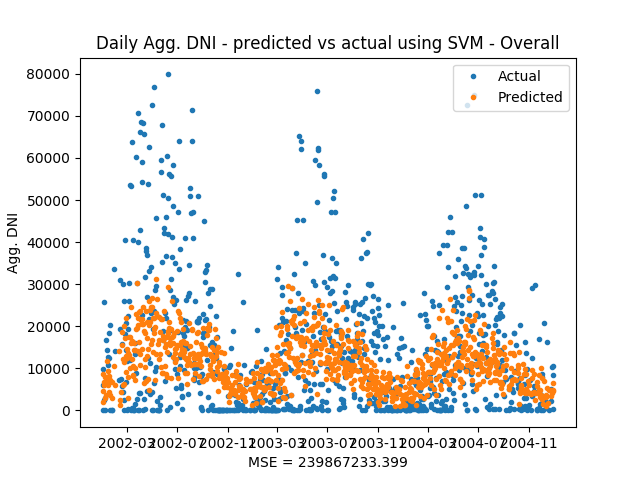 Daily Agg. DNI - predicted vs actual using SVM - Overall
Actual
Predicted
Agg. DNI
80000
70000
60000
50000
40000
30000
20000
10000
0
2002-03 2002-07 2002-11 2003-03 2003-07 2003-11 2004-03 2004-07 2004-11
MSE = 239867233.399